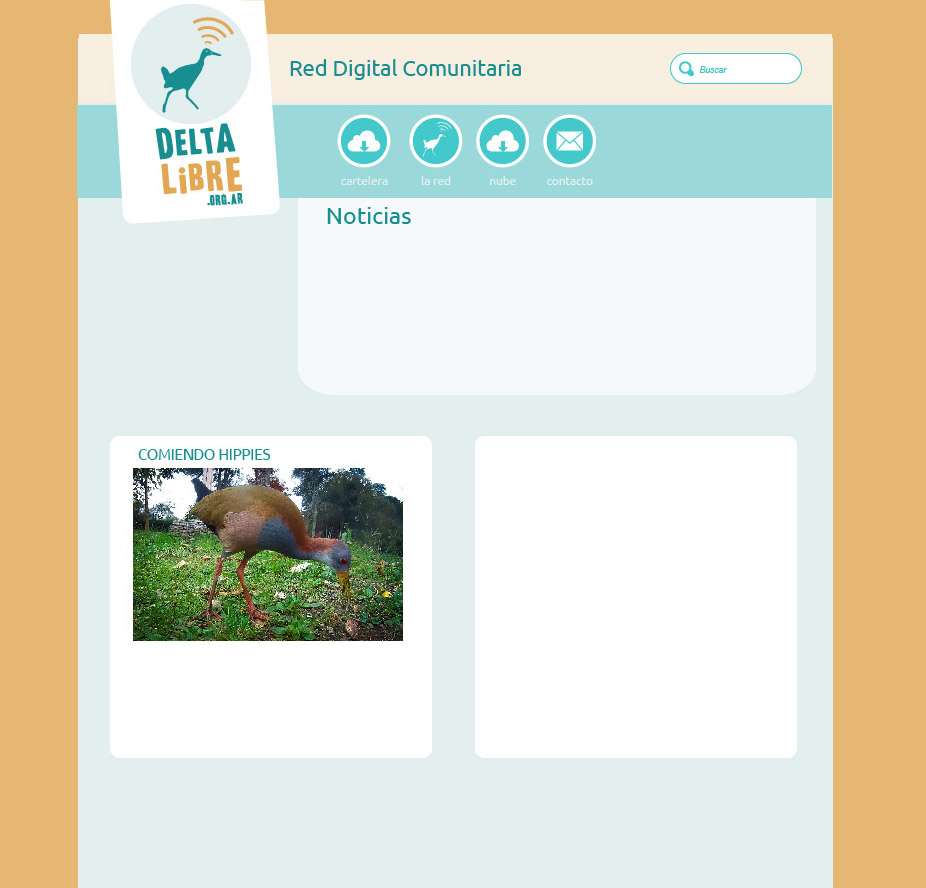 DELTA
LiBRE
.ORG.AR
Red Digital Comunitaria
Buscar
cartelera
la red
nube
contacto
Noticias
COMIENDO HIPPIES